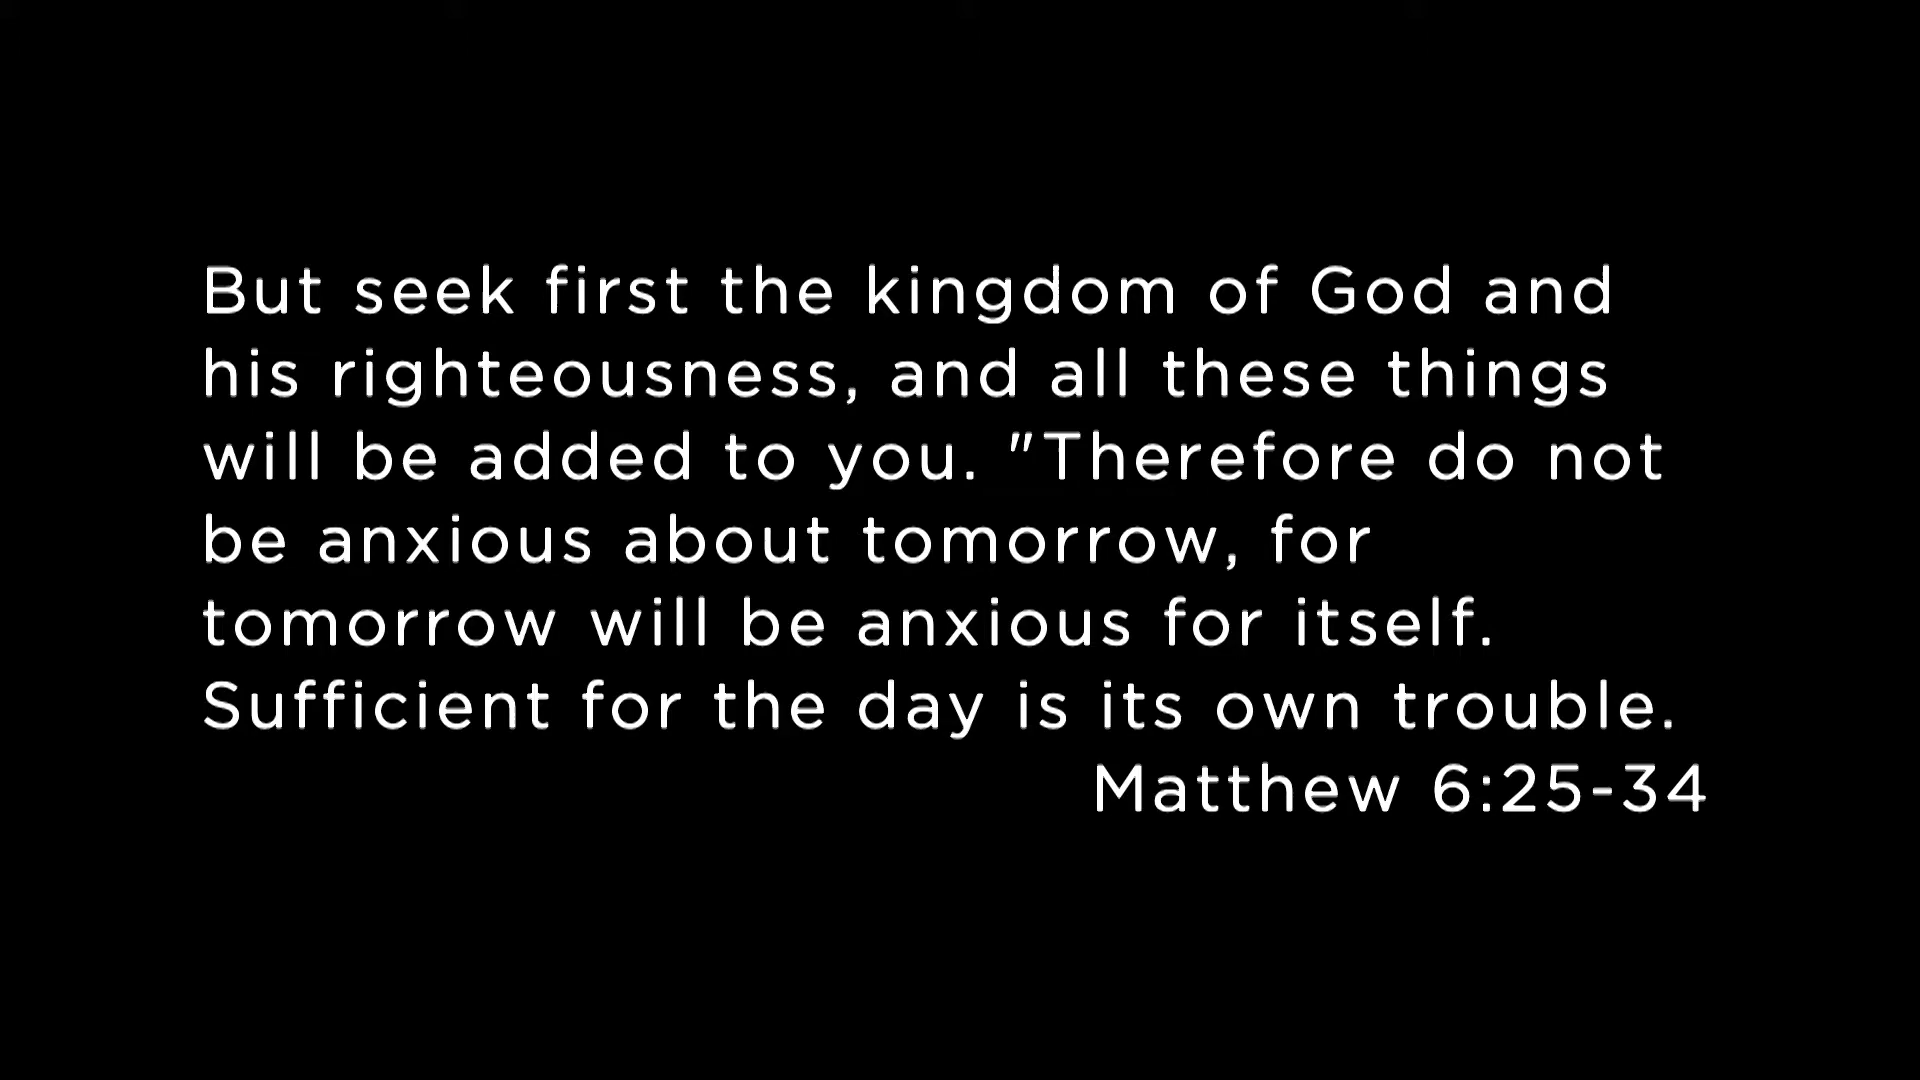 But seek first the kingdom of God and
his righteousness, and all these things
will be added to you. "Therefore do not
be anxious about tomorrow, for
tomorrow will be anxious for itself.
Sufficient for the day is its own trouble.
Matthew 6:25-34